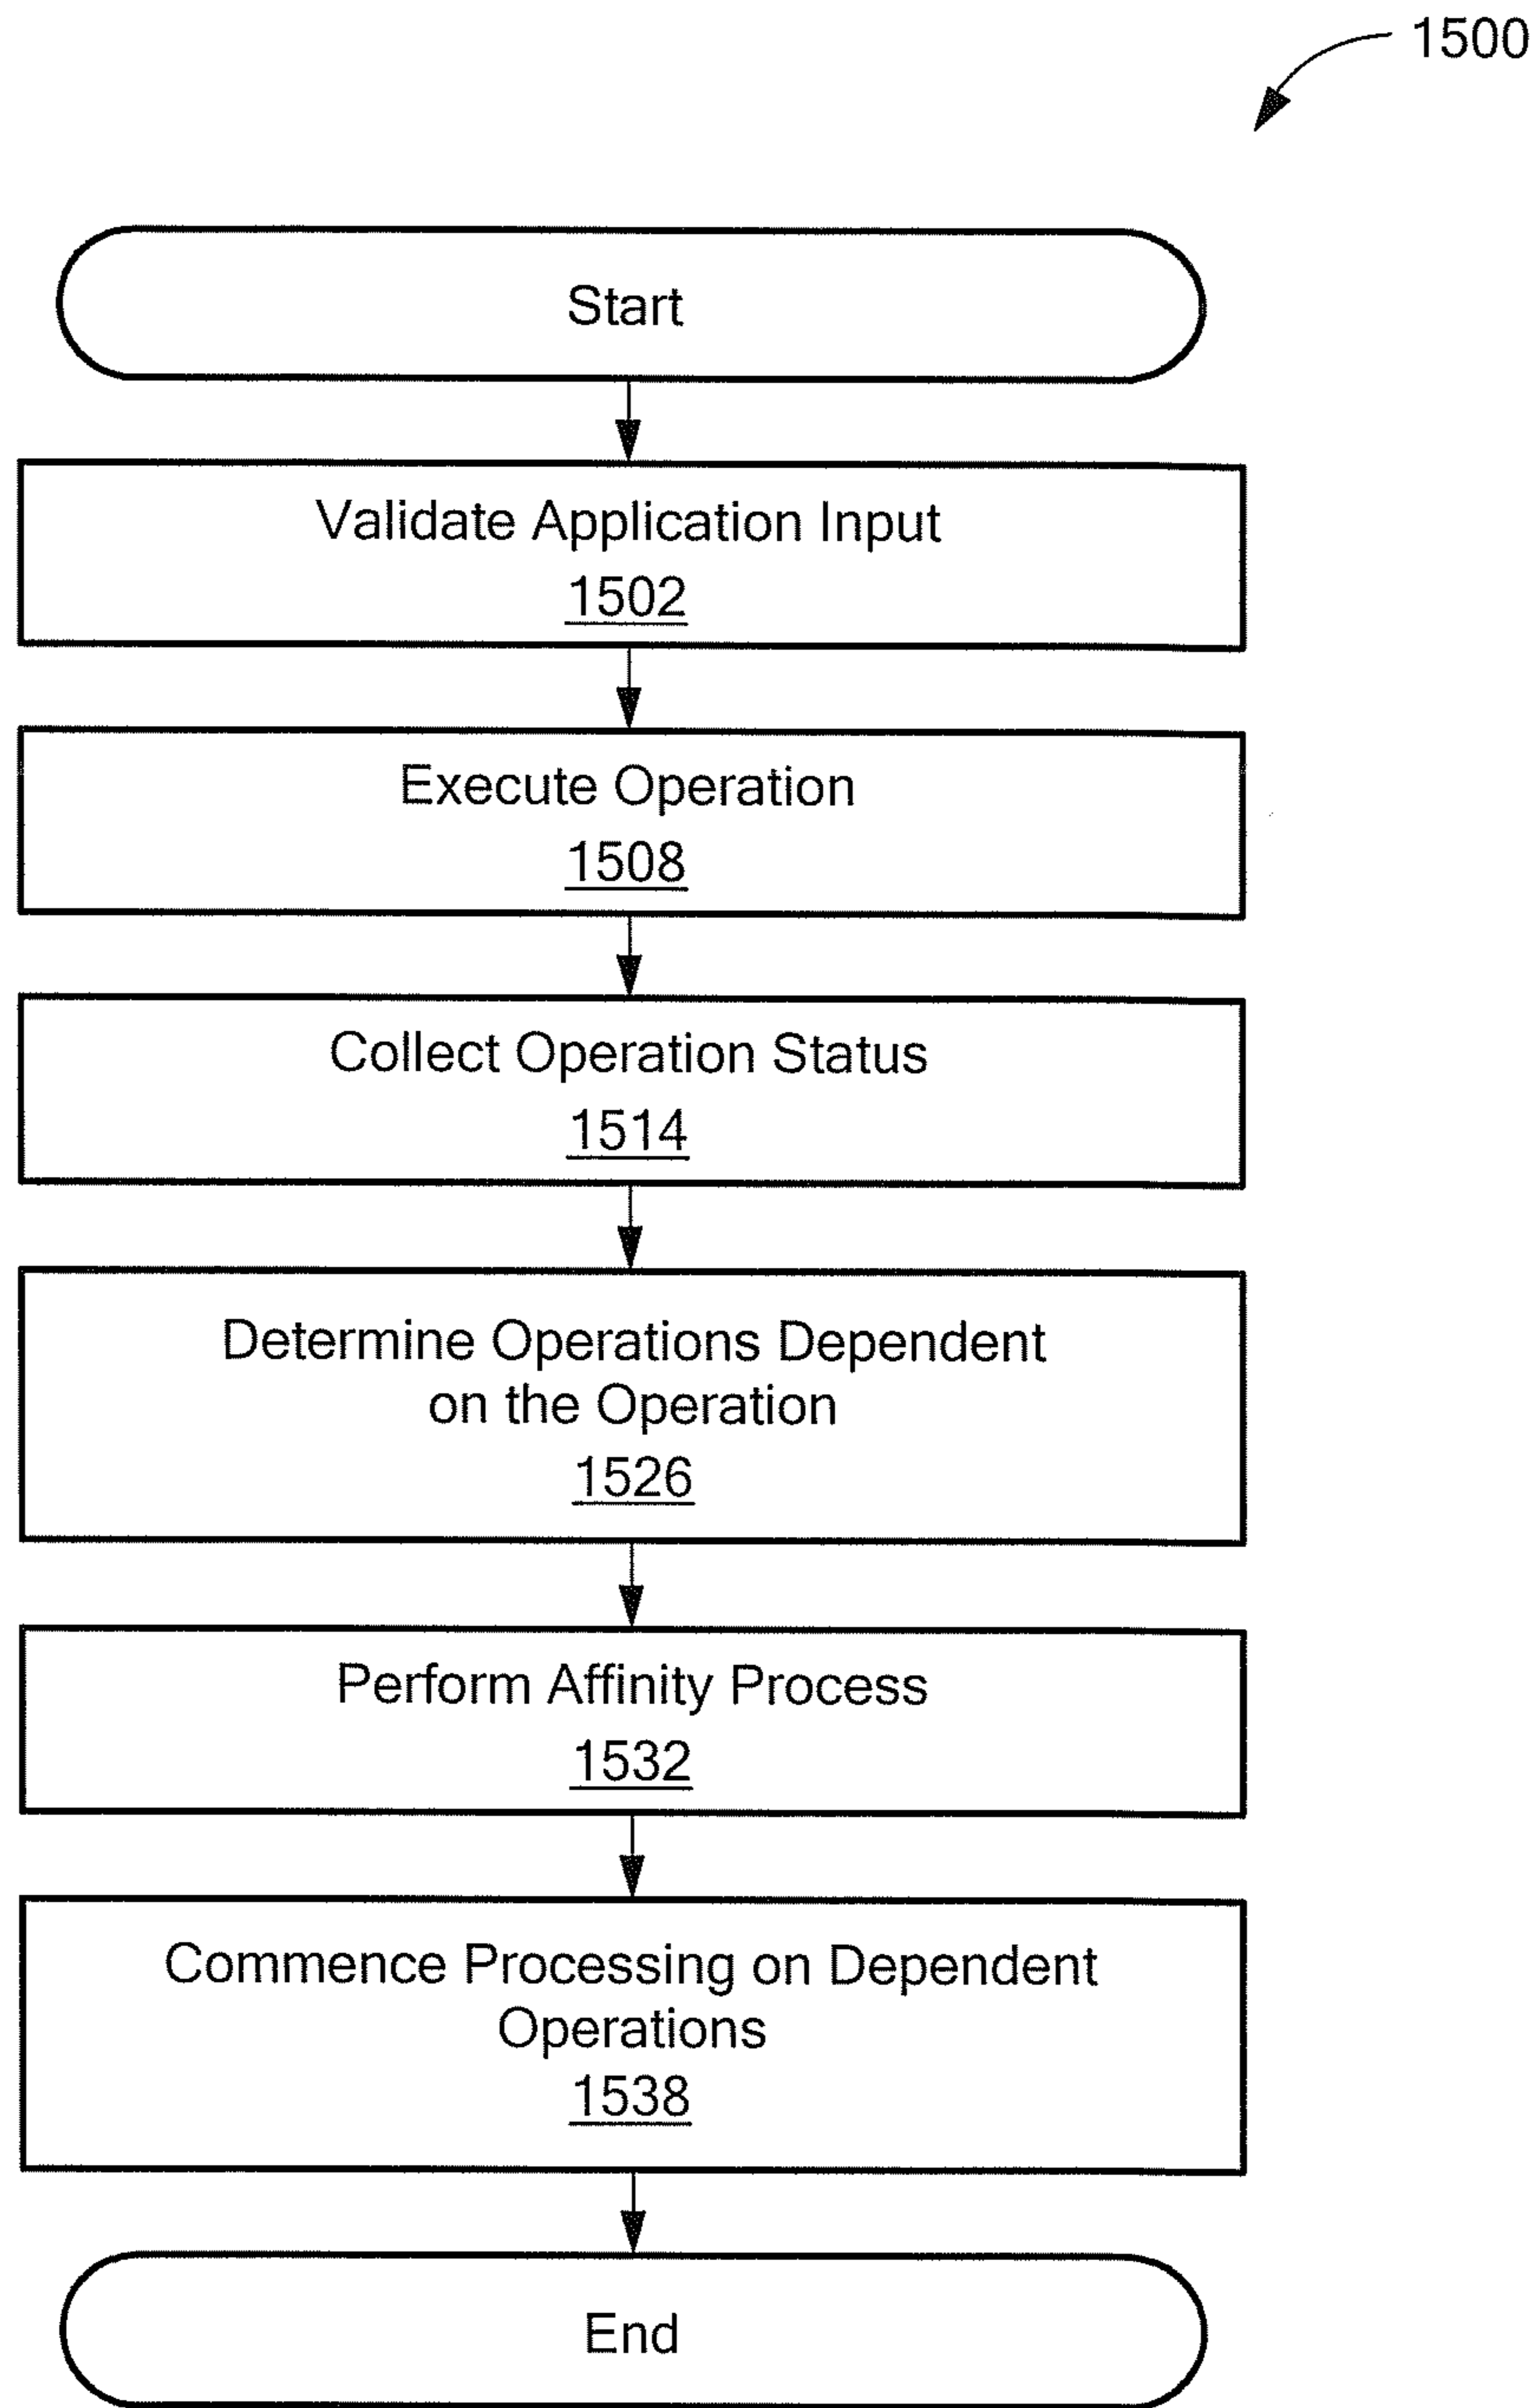 1500
Start
Validate Application Input
1502
Execute Operation
1508
Collect Operation Status
1514
Determine Operations Dependent
on the Operation
1526
Perform Affinity Process
1532
Commence Processing on Dependent
Operations
1538
End